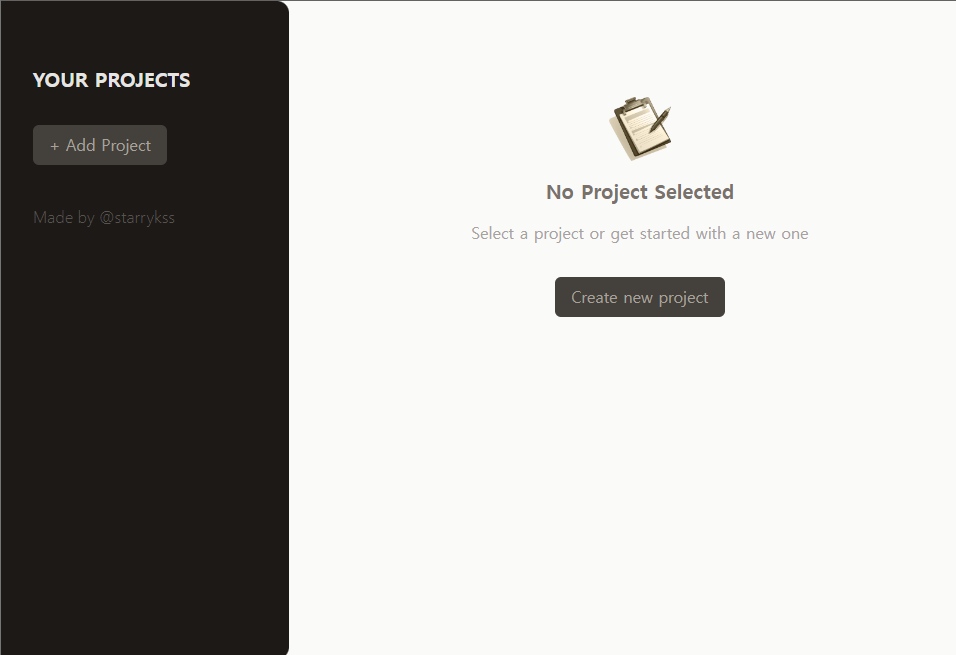 YOUR PROJECTS
+ Add Project
Made by @starrykss
No Project Selected
Select a project or get started with a new one
Create new project